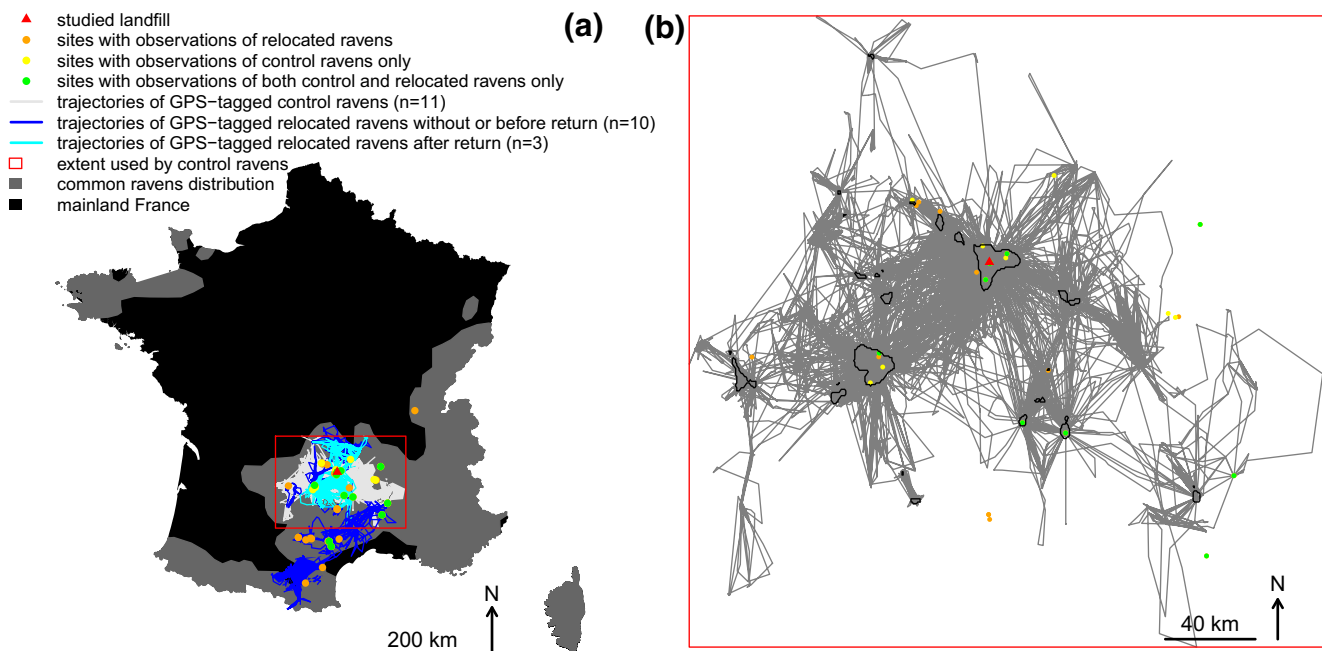 studied landfill
sites with observations of relocated ravens
sites with observations of control ravens only
sites with observations of both control and relocated ravens only
trajectories of GPS−tagged control ravens (n=11)
trajectories of GPS−tagged relocated ravens without or before return (n=10)
trajectories of GPS−tagged relocated ravens after return (n=3)
extent used by control ravens
common ravens distribution
mainland France
(a)
N
200 km
(b)
N
40 km